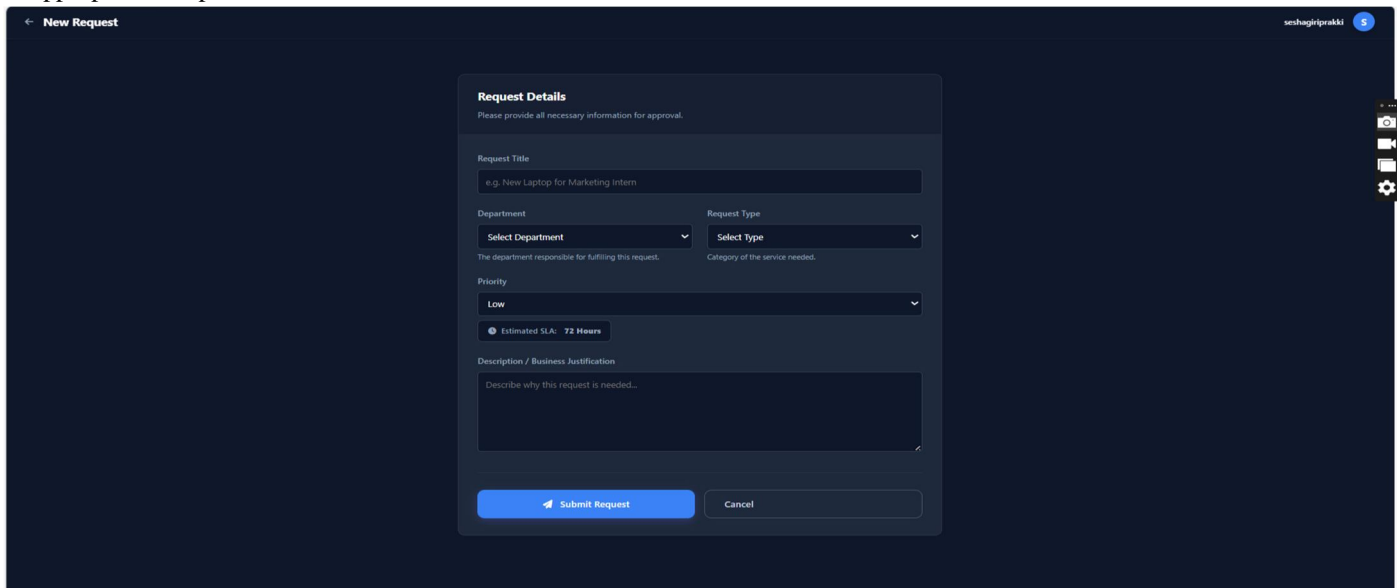 ← New Request
seshagiriprakki S
Request Details
Please provide all necessary information for approval.
Request Title
e.g. New Laptop for Marketing Intern
Department Request Type
Select Department Select Type
The department responsible for fulfilling this request. Category of the service needed.
Priority
Low
Estimated SLA: 72 Hours
Description / Business Justification
Describe why this request is needed...
Submit Request Cancel